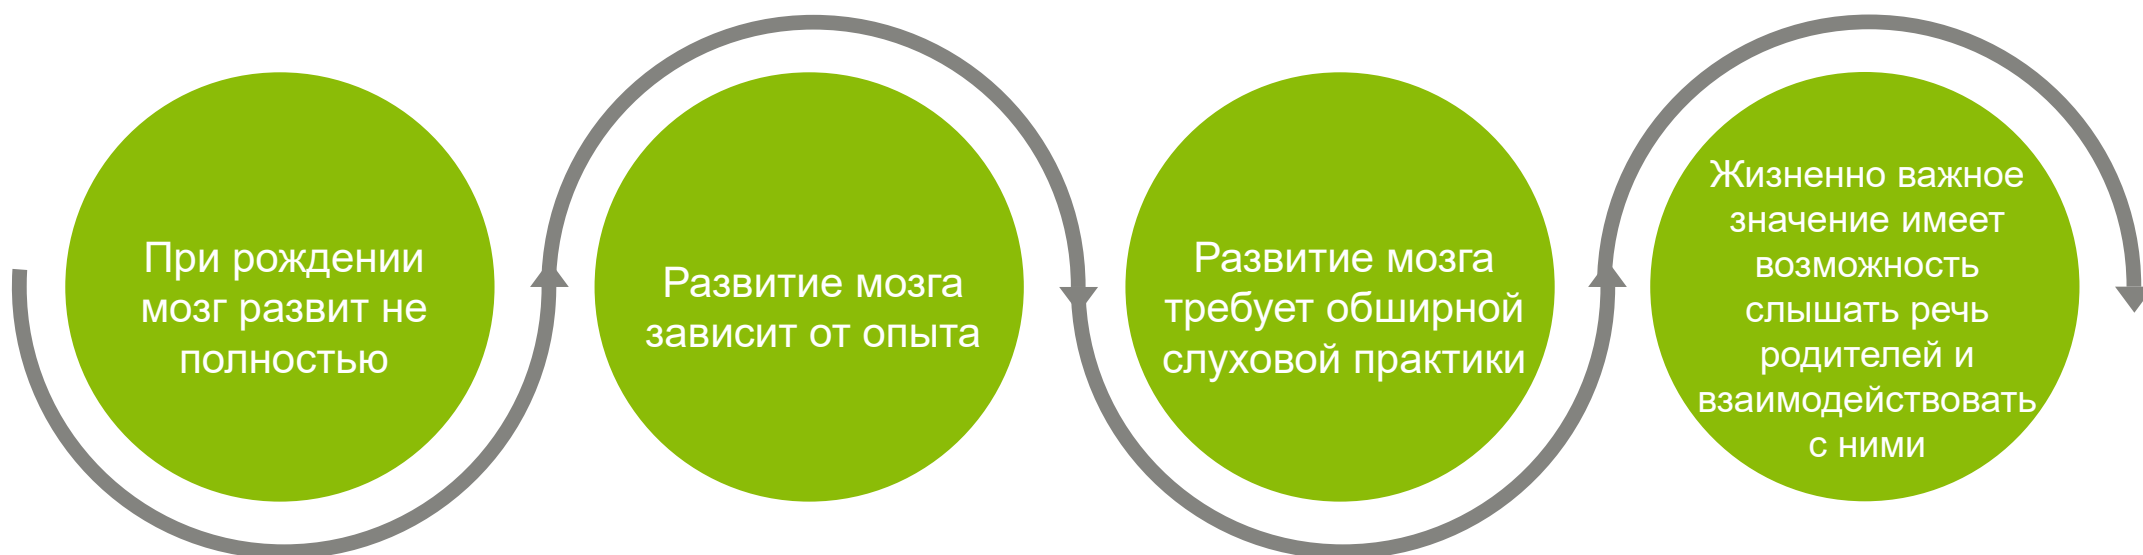 При рождении
мозг развит не
полностью
Развитие мозга
зависит от опыта
Развитие мозга
требует обширной
слуховой практики
Жизненно важное
значение имеет
возможность
слышать речь
родителей и
взаимодействовать
с ними